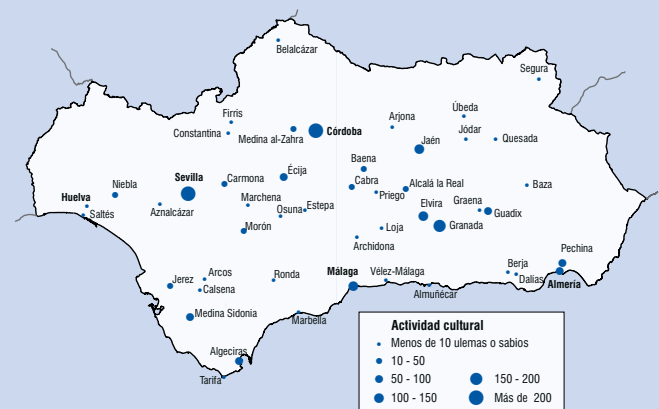 Belalcázar
Segura
Firris
Constantina
Medina al-Zahra
Córdoba
Arjona
Úbeda
Jódar
Quesada
Jaén
Baena
Écija
Sevilla
Carmona
Cabra
Priego
Alcalá la Real
Baza
Niebla
Huelva
Saltés
Aznalcázar
Marchena
Osuna
Estepa
Elvira
Graena
Guadix
Granada
Morón
Loja
Archidona
Pechina
Jerez
Arcos
Calsena
Ronda
Málaga
Vélez-Málaga
Berja
Dalías
Almería
Almuñécar
Medina Sidonia
Marbella
Algeciras
Tarifa
Actividad cultural
Menos de 10 ulemas o sabios
10 - 50
50 - 100
150 - 200
100 - 150
Más de 200